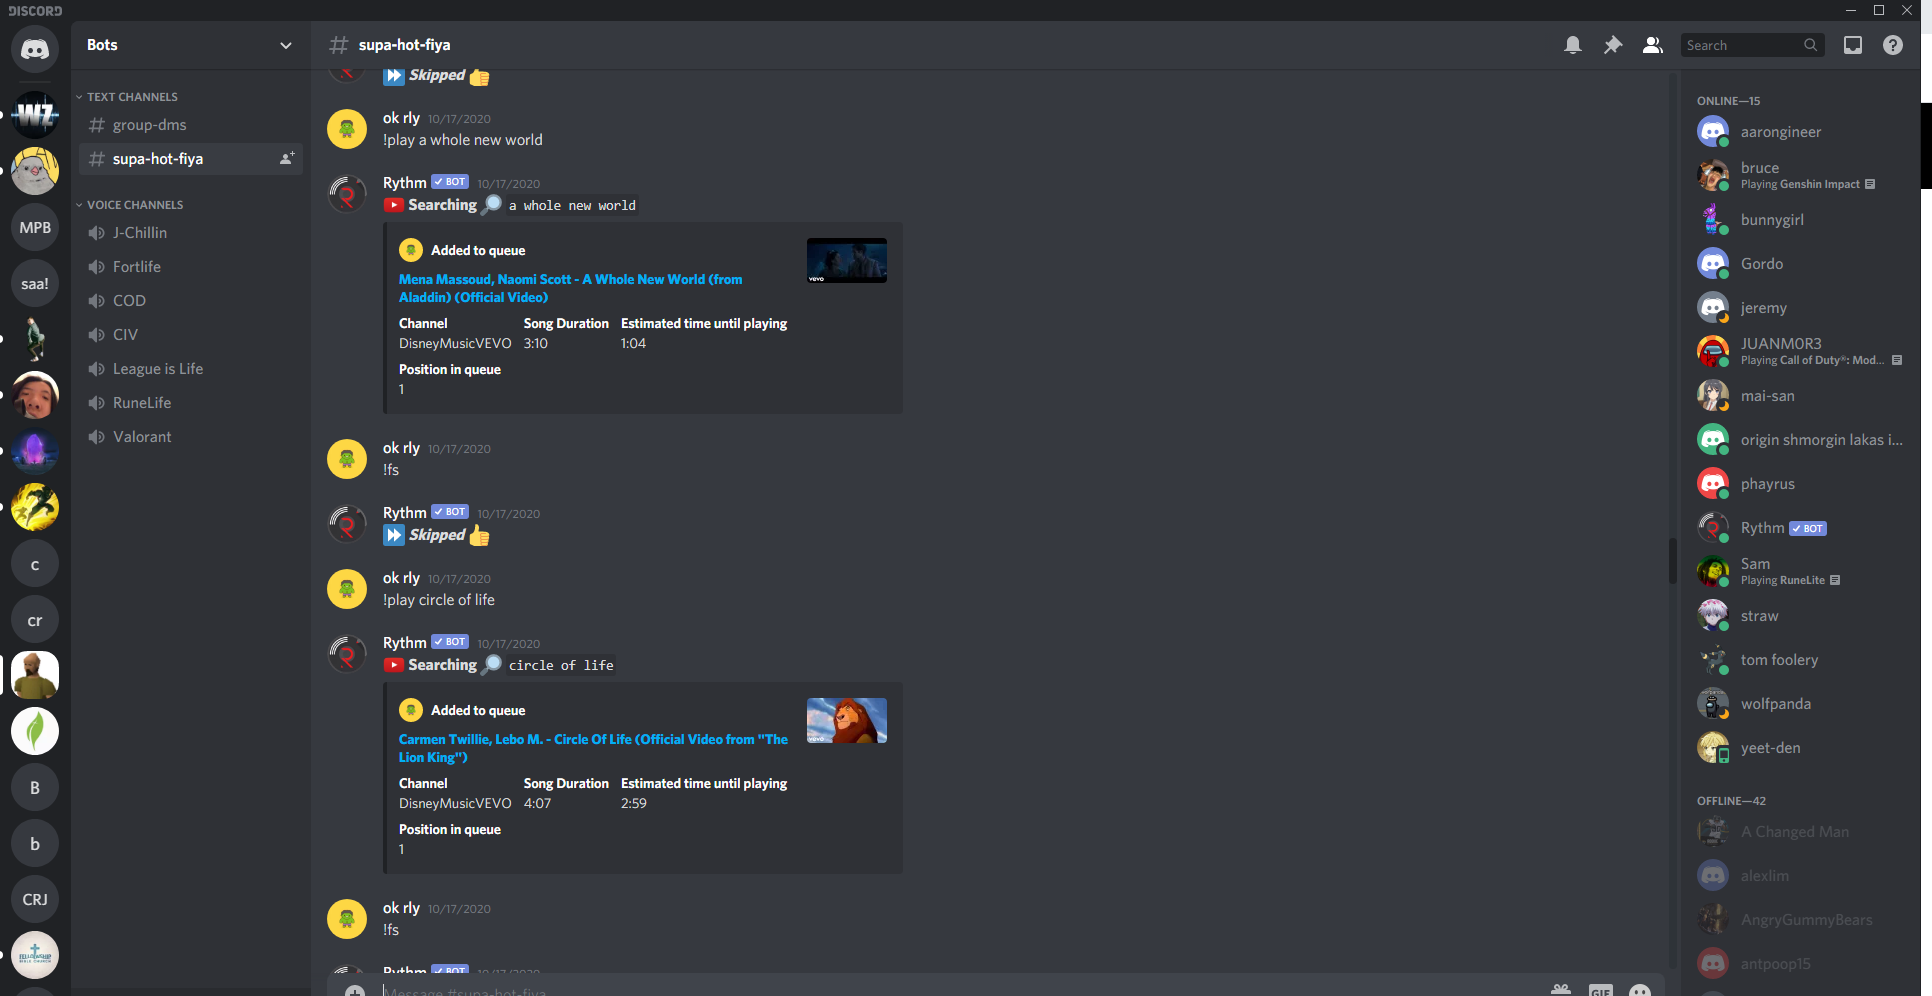 DISCORD
WZ
MPB
saa!
c
cr
B
b
CRJ
FELLOWSHIP
BIBLE CHURCH
Bots
TEXT CHANNELS
group-dms
supa-hot-fiya
VOICE CHANNELS
J-Chillin
Fortlife
COD
CIV
League is Life
RuneLife
Valorant
# supa-hot-fiya
Search
Skipped
ok rly 10/17/2020
!play a whole new world
Rythm ✓ BOT 10/17/2020
Searching a whole new world
Added to queue
Mena Massoud, Naomi Scott - A Whole New World (from
Aladdin) (Official Video)
vevo
Channel Song Duration Estimated time until playing
DisneyMusicVEVO 3:10 1:04
Position in queue
1
ok rly 10/17/2020
!fs
Rythm ✓ BOT 10/17/2020
Skipped
ok rly 10/17/2020
!play circle of life
Rythm ✓ BOT 10/17/2020
Searching circle of life
Added to queue
Carmen Twillie, Lebo M. - Circle Of Life (Official Video from "The
Lion King")
vevo
Channel Song Duration Estimated time until playing
DisneyMusicVEVO 4:07 2:59
Position in queue
1
ok rly 10/17/2020
!fs
Rythm ✓ BOT 10/17/2020
Message #supa-hot-fiya
GIF
ONLINE—15
aarongineer
bruce
Playing Genshin Impact
bunnygirl
Gordo
jeremy
JUANM0R3
Playing Call of Duty®: Mod...
mai-san
origin shmorgin lakas i...
phayrus
Rythm ✓ BOT
Sam
Playing RuneLite
straw
tom foolery
wolfpanda
yeet-den
OFFLINE—42
A Changed Man
alexlim
AngryGummyBears
antpoop15